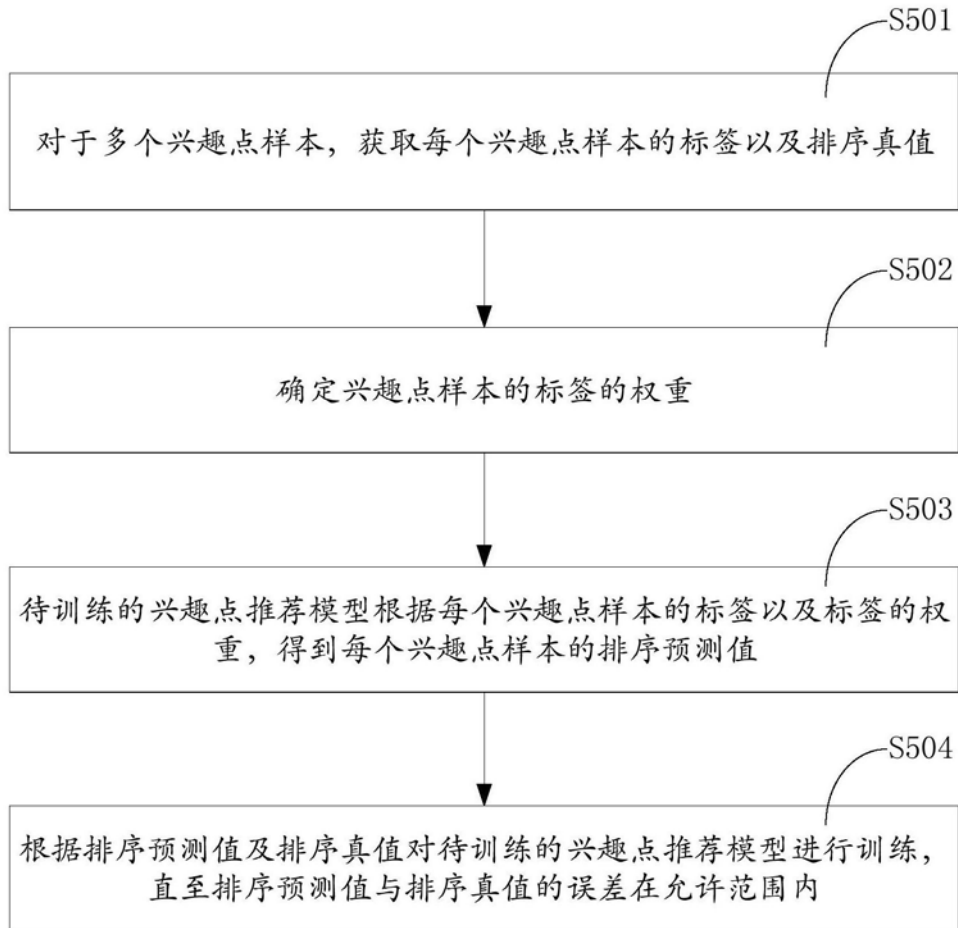 S501
对于多个兴趣点样本，获取每个兴趣点样本的标签以及排序真值
S502
确定兴趣点样本的标签的权重
S503
待训练的兴趣点推荐模型根据每个兴趣点样本的标签以及标签的权
重，得到每个兴趣点样本的排序预测值
S504
根据排序预测值及排序真值对待训练的兴趣点推荐模型进行训练，
直至排序预测值与排序真值的误差在允许范围内